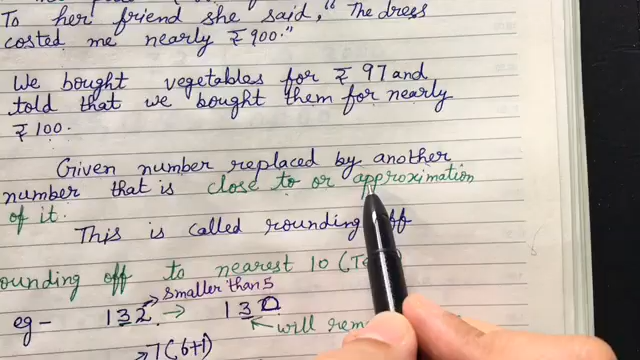 To her friend she said, "The dress
costed me nearly ₹900."
We bought vegetables for ₹97 and
told that we bought them for nearly
₹100.
Given number replaced by another
number that is close to or approximation
of it.
This is called rounding off
ounding off to nearest 10 (T
Smaller than 5
eg - 132 → 130
will rem
7(6+1)